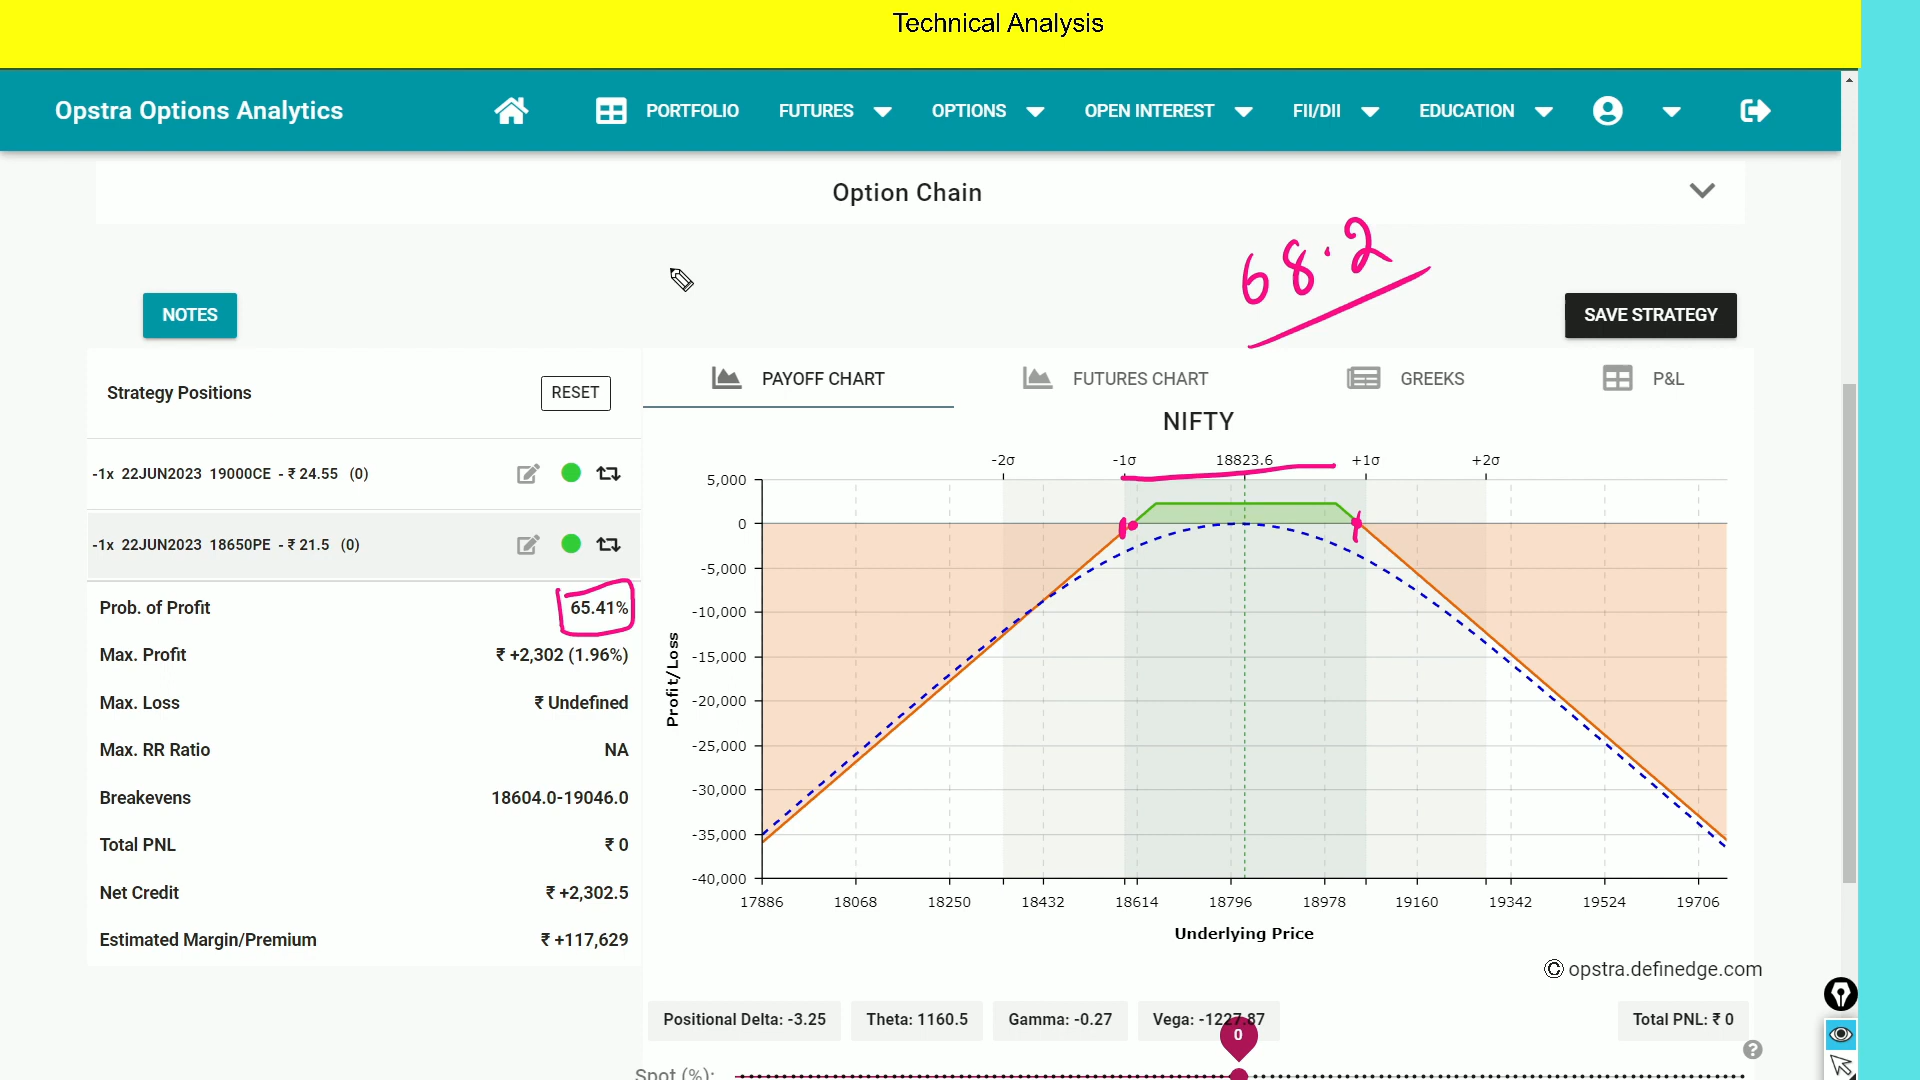 Technical Analysis
Opstra Options Analytics PORTFOLIO FUTURES OPTIONS OPEN INTEREST FII/DII EDUCATION
Option Chain
68.2
NOTES SAVE STRATEGY
Strategy Positions RESET
-1x 22JUN2023 19000CE - ₹ 24.55 (0)
-1x 22JUN2023 18650PE - ₹ 21.5 (0)
Prob. of Profit 65.41%
Max. Profit ₹ +2,302 (1.96%)
Max. Loss ₹ Undefined
Max. RR Ratio NA
Breakevens 18604.0-19046.0
Total PNL ₹ 0
Net Credit ₹ +2,302.5
Estimated Margin/Premium ₹ +117,629
PAYOFF CHART FUTURES CHART GREEKS P&L
NIFTY
-2σ -1σ 18823.6 +1σ +2σ
5,000
0
-5,000
-10,000
-15,000
-20,000
-25,000
-30,000
-35,000
-40,000
Profit/Loss
17886 18068 18250 18432 18614 18796 18978 19160 19342 19524 19706
Underlying Price
© opstra.definedge.com
Positional Delta: -3.25 Theta: 1160.5 Gamma: -0.27 Vega: -1227.87 Total PNL: ₹ 0
0
?
Spot (%):